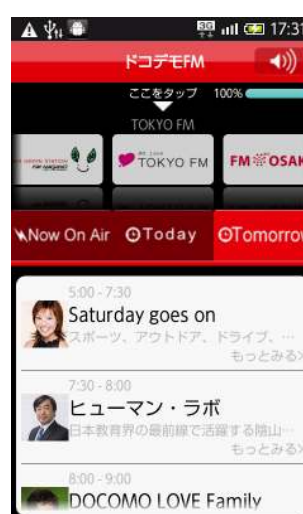 3G 17:31
ドコデモFM
ここをタップ 100%
TOKYO FM
TOKYO FM FM OSAK
Now On Air Today Tomorrow
5:00 - 7:30
Saturday goes on
スポーツ、アウトドア、ドライブ、…
もっとみる>
7:30 - 8:00
ヒューマン・ラボ
日本教育界の最前線で活躍する陰山…
もっとみる>
8:00 - 9:00
DOCOMO LOVE Family